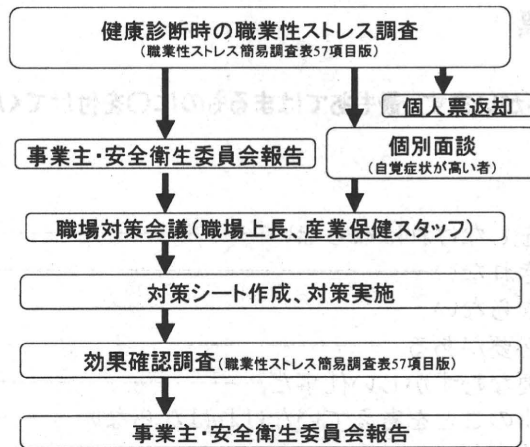 健康診断時の職業性ストレス調査
(職業性ストレス簡易調査表57項目版)
個人票返却
事業主・安全衛生委員会報告
個別面談
(自覚症状が高い者)
職場対策会議(職場上長、産業保健スタッフ)
対策シート作成、対策実施
効果確認調査(職業性ストレス簡易調査表57項目版)
事業主・安全衛生委員会報告